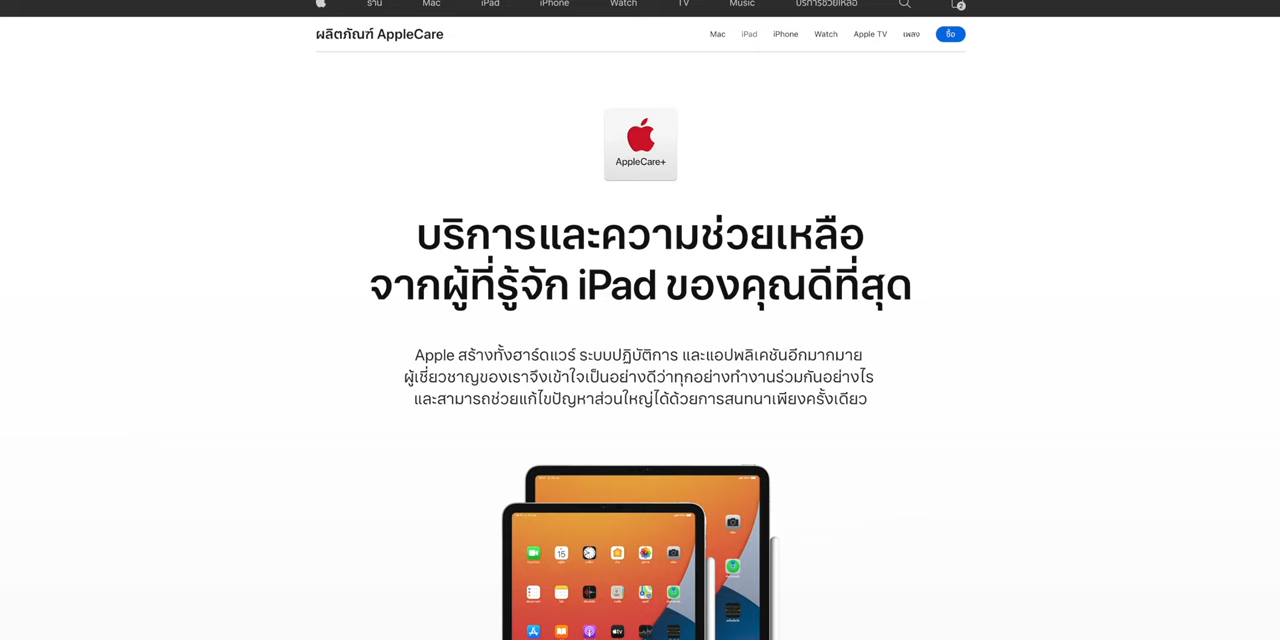 ร้าน Mac iPad iPhone Watch TV Music บริการช่วยเหลือ 2
ผลิตภัณฑ์ AppleCare
Mac iPad iPhone Watch Apple TV เพลง ซื้อ
AppleCare+
บริการและความช่วยเหลือ
จากผู้ที่รู้จัก iPad ของคุณดีที่สุด
Apple สร้างทั้งฮาร์ดแวร์ ระบบปฏิบัติการ และแอปพลิเคชันอีกมากมาย
ผู้เชี่ยวชาญของเราจึงเข้าใจเป็นอย่างดีว่าทุกอย่างทำงานร่วมกันอย่างไร
และสามารถช่วยแก้ไขปัญหาส่วนใหญ่ได้ด้วยการสนทนาเพียงครั้งเดียว
15